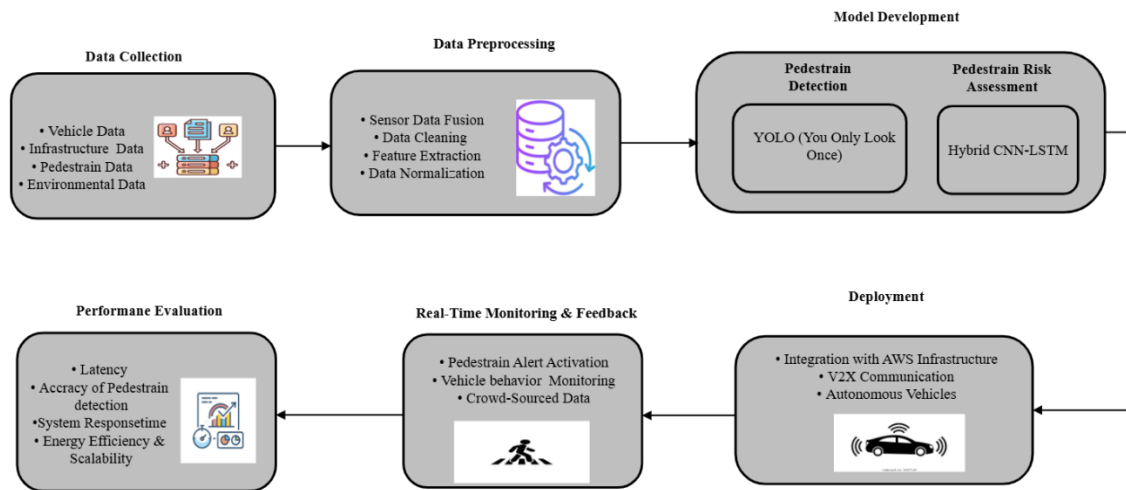 Data Collection
• Vehicle Data
• Infrastructure Data
• Pedestrain Data
• Environmental Data
Data Preprocessing
• Sensor Data Fusion
• Data Cleaning
• Feature Extraction
• Data Normalization
Model Development
Pedestrain
Detection
YOLO (You Only Look
Once)
Pedestrain Risk
Assessment
Hybrid CNN-LSTM
Performane Evaluation
• Latency
• Accracy of Pedestrain
detection
•System Responsetime
• Energy Efficiency &
Scalability
Real-Time Monitoring & Feedback
• Pedestrain Alert Activation
• Vehicle behavior Monitoring
• Crowd-Sourced Data
Deployment
• Integration with AWS Infrastructure
• V2X Communication
• Autonomous Vehicles